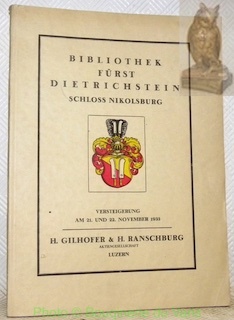 BIBLIOTHEK
FÜRST
DIETRICHSTEIN
SCHLOSS NIKOLSBURG
VERSTEIGERUNG
AM 21. UND 22. NOVEMBER 1933
H. GILHOFER & H. RANSCHBURG
AKTIENGESELLSCHAFT
LUZERN